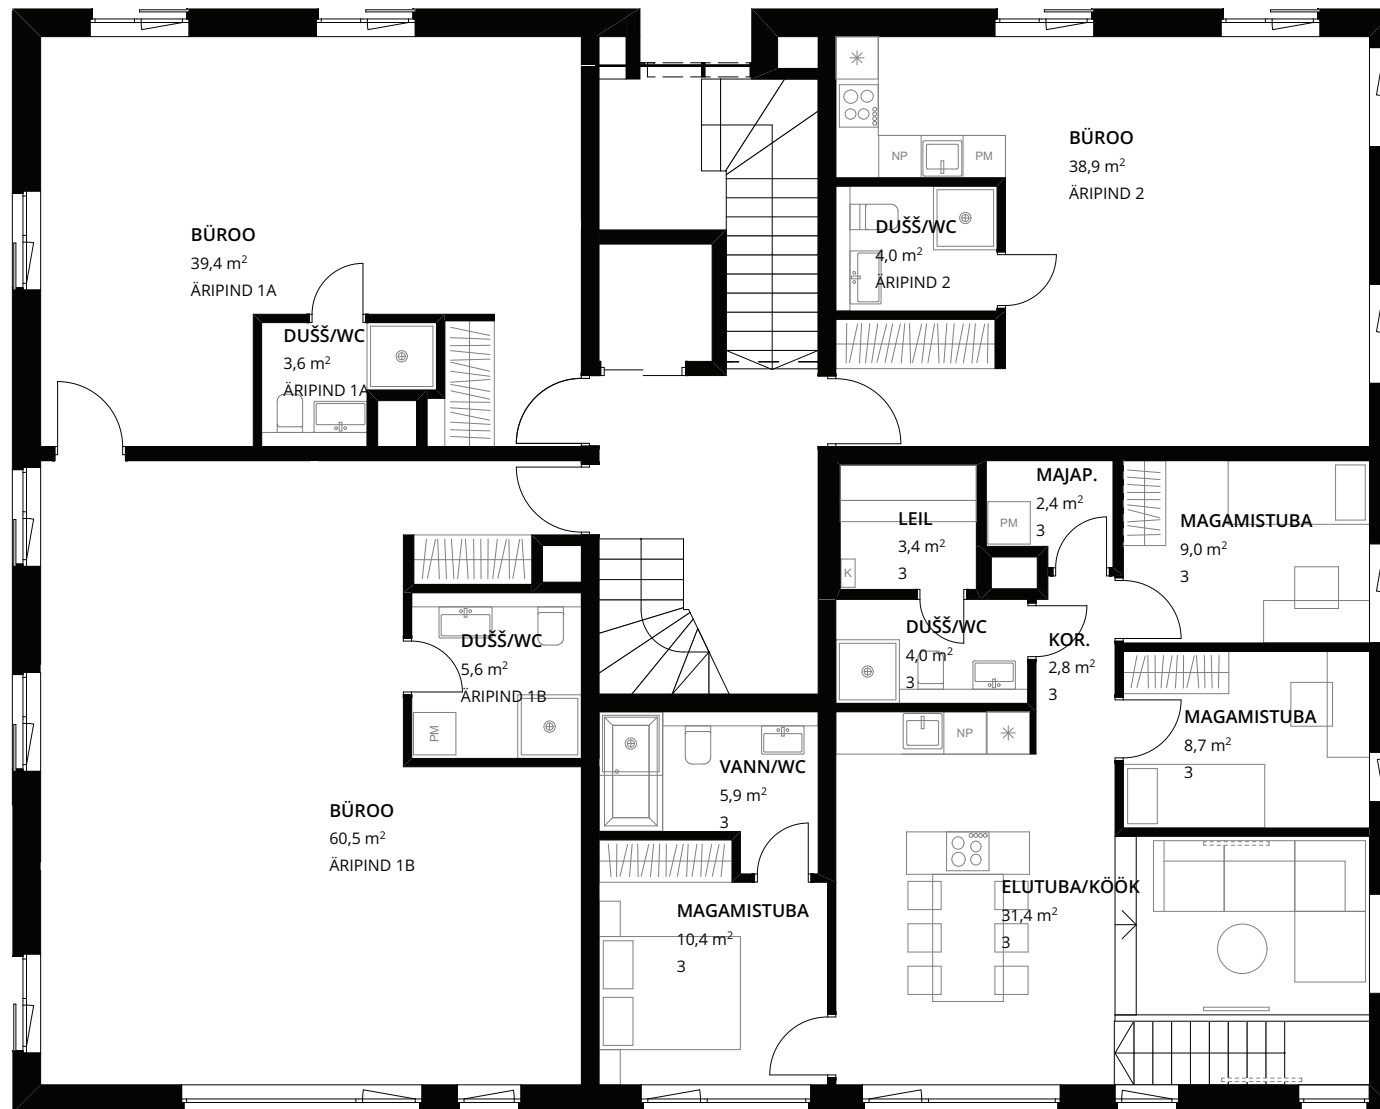 BÜROO
39,4 m²
ÄRIPIND 1A
DUŠŠ/WC
3,6 m²
ÄRIPIND 1A
NP
PM
BÜROO
38,9 m²
ÄRIPIND 2
DUŠŠ/WC
4,0 m²
ÄRIPIND 2
DUŠŠ/WC
5,6 m²
ÄRIPIND 1B
PM
BÜROO
60,5 m²
ÄRIPIND 1B
LEIL
3,4 m²
3
K
MAJAP.
2,4 m²
3
PM
MAGAMISTUBA
9,0 m²
3
DUŠŠ/WC
4,0 m²
3
KOR.
2,8 m²
3
MAGAMISTUBA
8,7 m²
3
NP
VANN/WC
5,9 m²
3
MAGAMISTUBA
10,4 m²
3
ELUTUBA/KÖÖK
31,4 m²
3